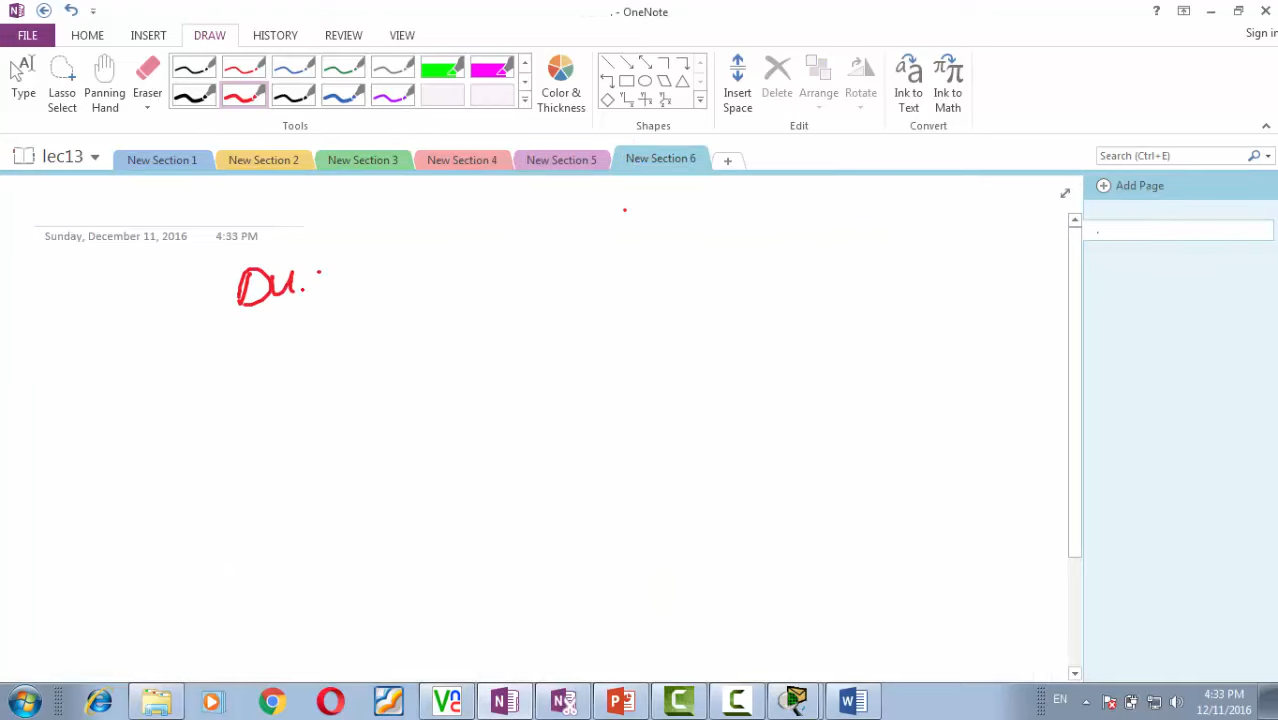 - OneNote
? Sign in
FILE HOME INSERT DRAW HISTORY REVIEW VIEW
Type Lasso Select Panning Hand Eraser Color & Thickness Insert Space Delete Arrange Rotate Ink to Text Ink to Math
Tools Shapes Edit Convert
lec13 New Section 1 New Section 2 New Section 3 New Section 4 New Section 5 New Section 6 Search (Ctrl+E)
Add Page
Sunday, December 11, 2016 4:33 PM
Du.
EN 4:33 PM
12/11/2016